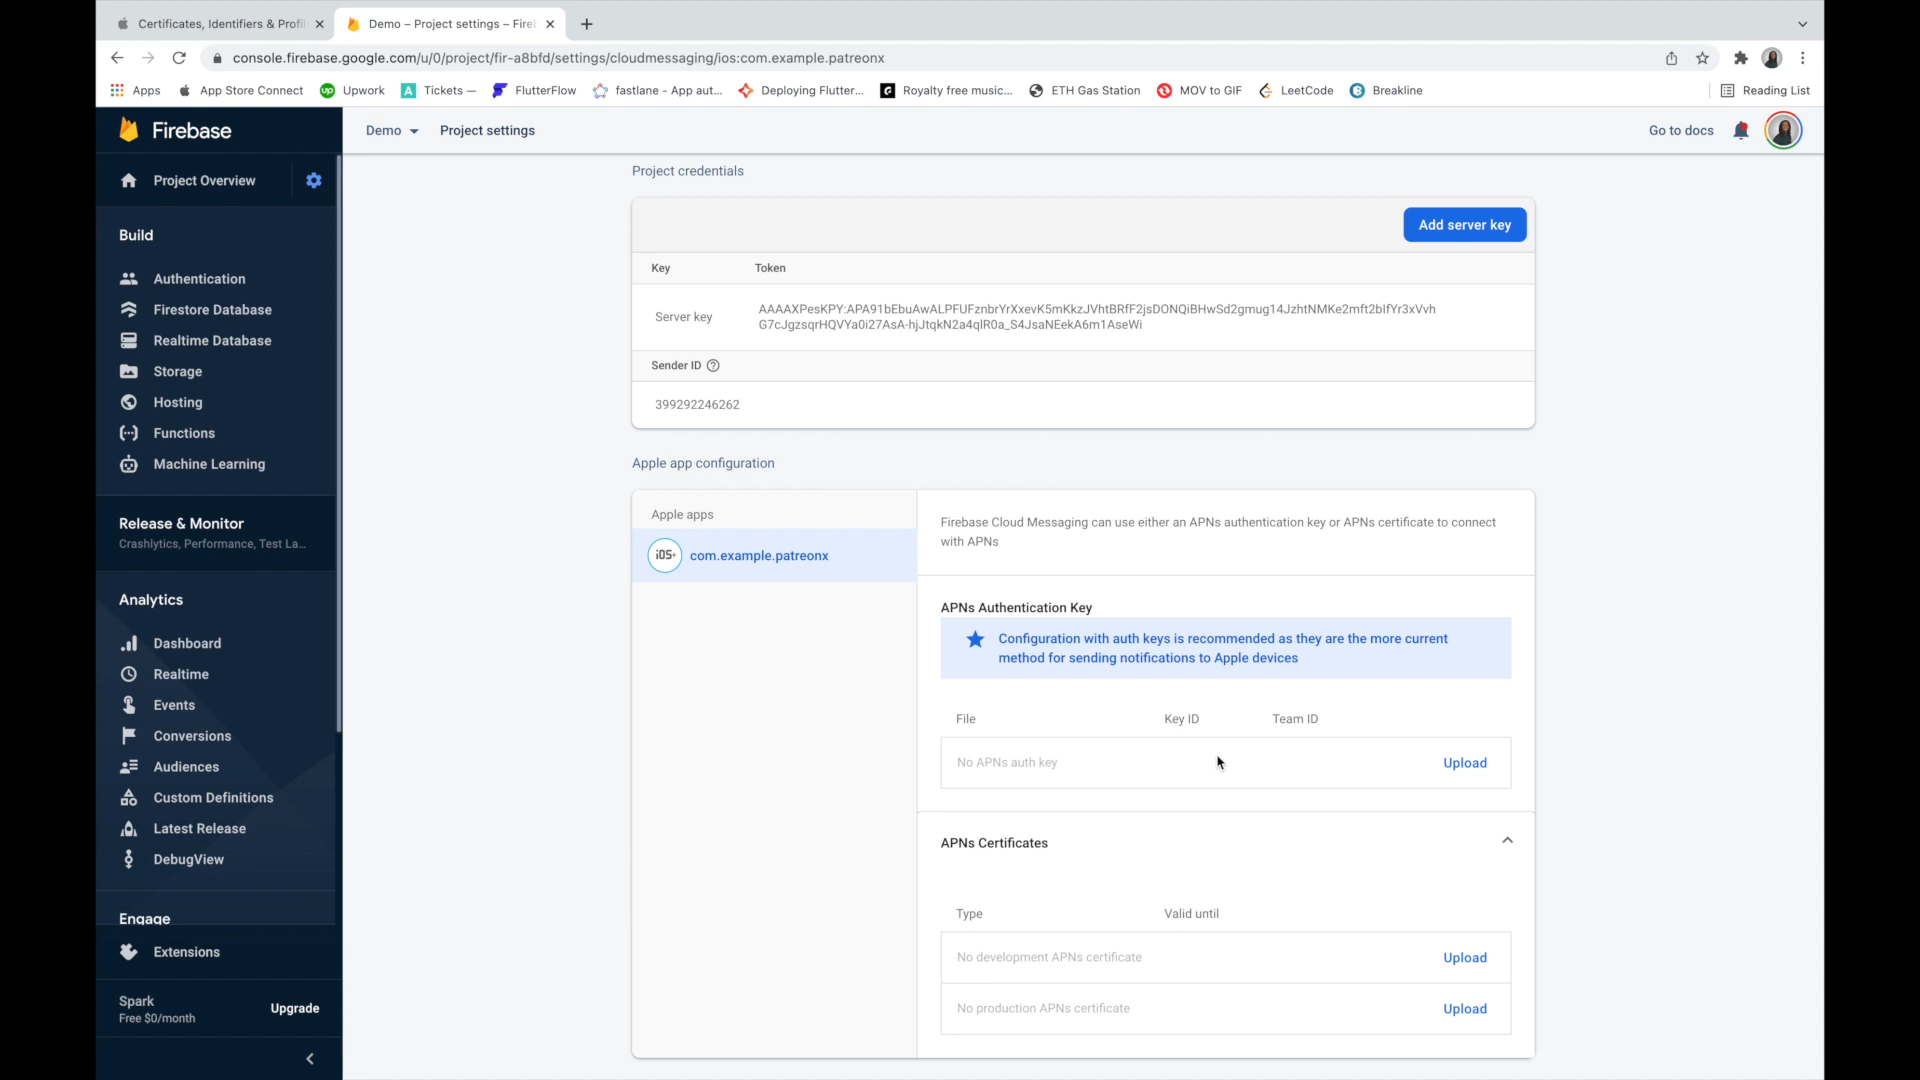 Certificates, Identifiers & Profil
Demo – Project settings – Fireb
console.firebase.google.com/u/0/project/fir-a8bfd/settings/cloudmessaging/ios:com.example.patreonx
Apps
App Store Connect
Upwork
Tickets —
FlutterFlow
fastlane - App aut...
Deploying Flutter...
Royalty free music...
ETH Gas Station
MOV to GIF
LeetCode
Breakline
Reading List
Firebase
Demo
Project settings
Go to docs
Project Overview
Build
Authentication
Firestore Database
Realtime Database
Storage
Hosting
Functions
Machine Learning
Release & Monitor
Crashlytics, Performance, Test La...
Analytics
Dashboard
Realtime
Events
Conversions
Audiences
Custom Definitions
Latest Release
DebugView
Engage
Extensions
Spark
Free $0/month
Upgrade
Project credentials
Add server key
Key
Token
Server key
AAAAXPesKPY:APA91bEbuAwALPFUFznbrYrXxevK5mKkzJVhtBRfF2jsDONQiBHwSd2gmug14JzhtNMKe2mft2bIfYr3xVvh
G7cJgzsqrHQVYa0i27AsA-hjJtqkN2a4qlR0a_S4JsaNEekA6m1AseWi
Sender ID
399292246262
Apple app configuration
Apple apps
iOS+
com.example.patreonx
Firebase Cloud Messaging can use either an APNs authentication key or APNs certificate to connect
with APNs
APNs Authentication Key
Configuration with auth keys is recommended as they are the more current
method for sending notifications to Apple devices
File
Key ID
Team ID
No APNs auth key
Upload
APNs Certificates
Type
Valid until
No development APNs certificate
Upload
No production APNs certificate
Upload